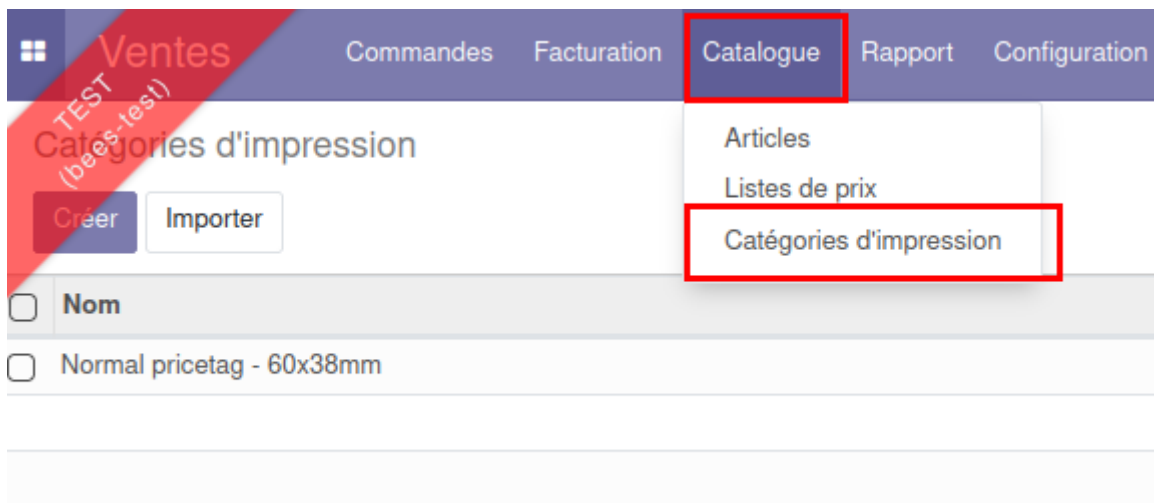 Ventes Commandes Facturation Catalogue Rapport Configuration
TEST
(bees-test)
Catégories d'impression
Articles
Listes de prix
Catégories d'impression
Créer Importer
Nom
Normal pricetag - 60x38mm